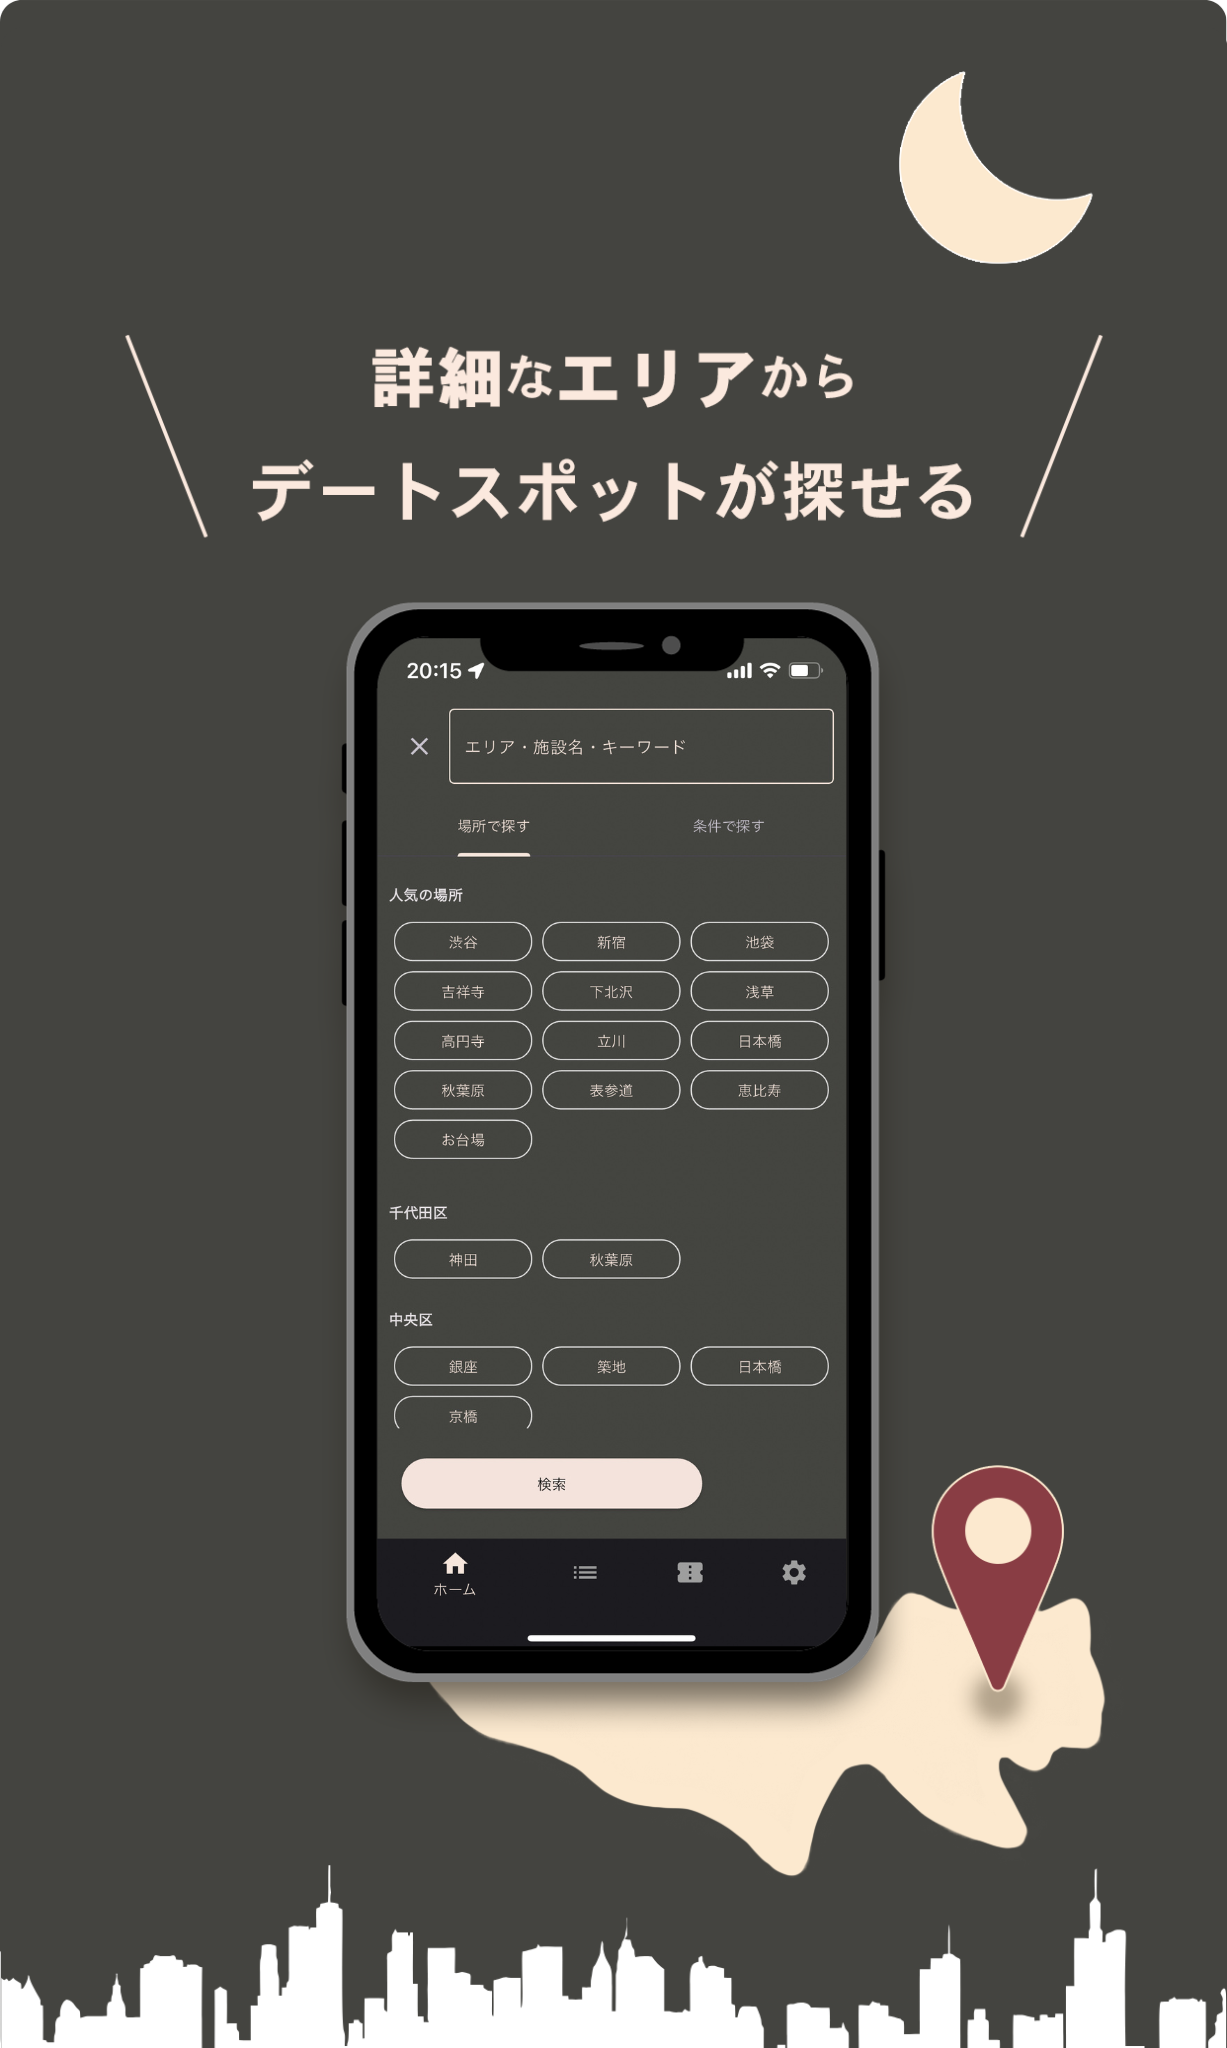 詳細なエリアから
デートスポットが探せる
20:15
エリア・施設名・キーワード
場所で探す 条件で探す
人気の場所
渋谷 新宿 池袋
吉祥寺 下北沢 浅草
高円寺 立川 日本橋
秋葉原 表参道 恵比寿
お台場
千代田区
神田 秋葉原
中央区
銀座 築地 日本橋
京橋
検索
ホーム